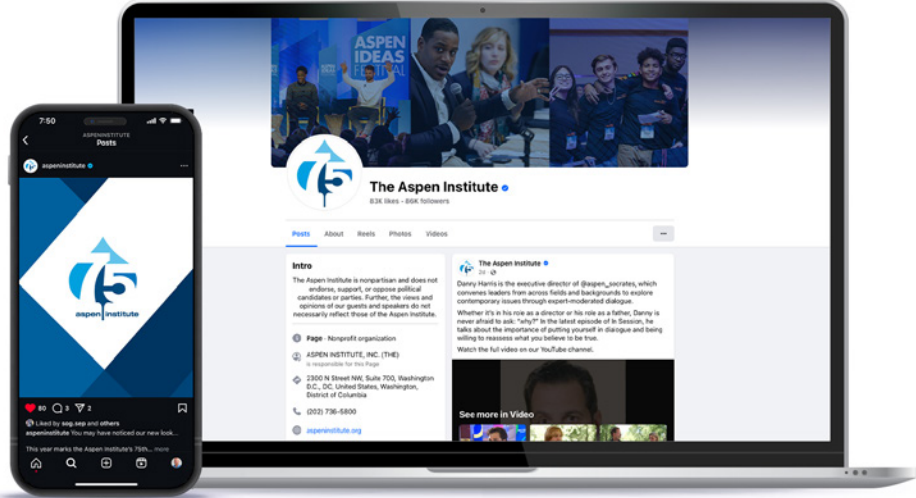 7:50
ASPENINSTITUTE
Posts
aspeninstitute
75
aspen institute
80 3 2
Liked by sog.sep and others
aspeninstitute You may have noticed our new look...
This year marks the Aspen Institute's 75th... more
ASPEN
IDEAS
FESTIVAL
75
The Aspen Institute
83K likes • 86K followers
Posts About Reels Photos Videos
Intro
The Aspen Institute is nonpartisan and does not
endorse, support, or oppose political
candidates or parties. Further, the views and
opinions of our guests and speakers do not
necessarily reflect those of the Aspen Institute.
Page · Nonprofit organization
ASPEN INSTITUTE, INC. (THE)
is responsible for this Page
2300 N Street NW, Suite 700, Washington
D.C., DC, United States, Washington,
District of Columbia
(202) 736-5800
aspeninstitute.org
The Aspen Institute
2d
Danny Harris is the executive director of @aspen_socrates, which
convenes leaders from across fields and backgrounds to explore
contemporary issues through expert-moderated dialogue.
Whether it's in his role as a director or his role as a father, Danny is
never afraid to ask: "why?" In the latest episode of In Session, he
talks about the importance of putting yourself in dialogue and being
willing to reassess what you believe to be true.
Watch the full video on our YouTube channel.
See more in Video